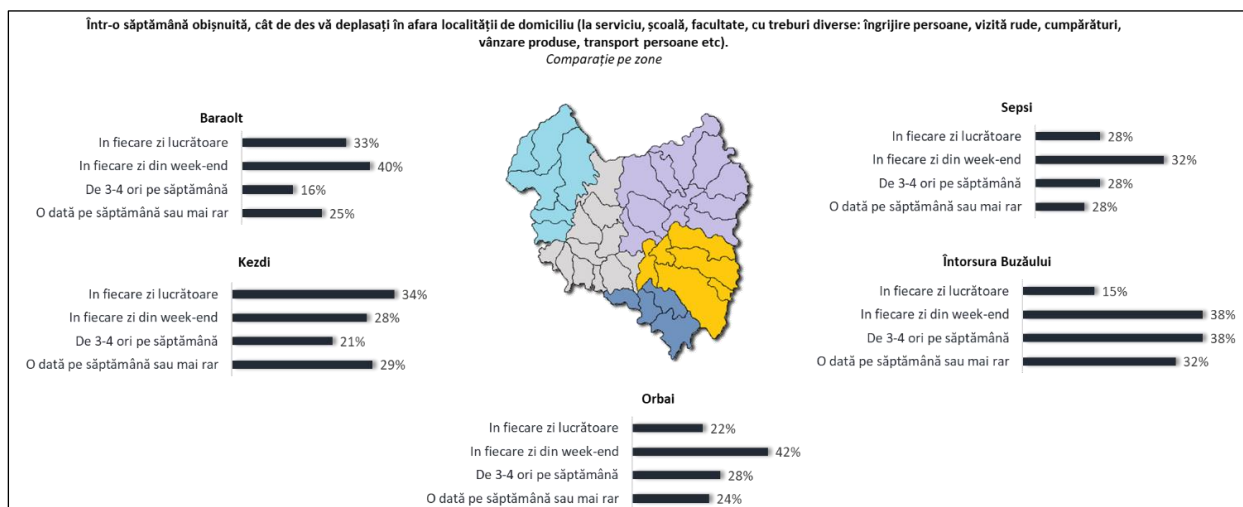 Într-o săptămână obișnuită, cât de des vă deplasați în afara localității de domiciliu (la serviciu, școală, facultate, cu treburi diverse: îngrijire persoane, vizită rude, cumpărături,
vânzare produse, transport persoane etc).
Comparație pe zone
Baraolt
In fiecare zi lucrătoare 33%
In fiecare zi din week-end 40%
De 3-4 ori pe săptămână 16%
O dată pe săptămână sau mai rar 25%
Sepsi
In fiecare zi lucrătoare 28%
In fiecare zi din week-end 32%
De 3-4 ori pe săptămână 28%
O dată pe săptămână sau mai rar 28%
Kezdi
In fiecare zi lucrătoare 34%
In fiecare zi din week-end 28%
De 3-4 ori pe săptămână 21%
O dată pe săptămână sau mai rar 29%
Întorsura Buzăului
In fiecare zi lucrătoare 15%
In fiecare zi din week-end 38%
De 3-4 ori pe săptămână 38%
O dată pe săptămână sau mai rar 32%
Orbai
In fiecare zi lucrătoare 22%
In fiecare zi din week-end 42%
De 3-4 ori pe săptămână 28%
O dată pe săptămână sau mai rar 24%